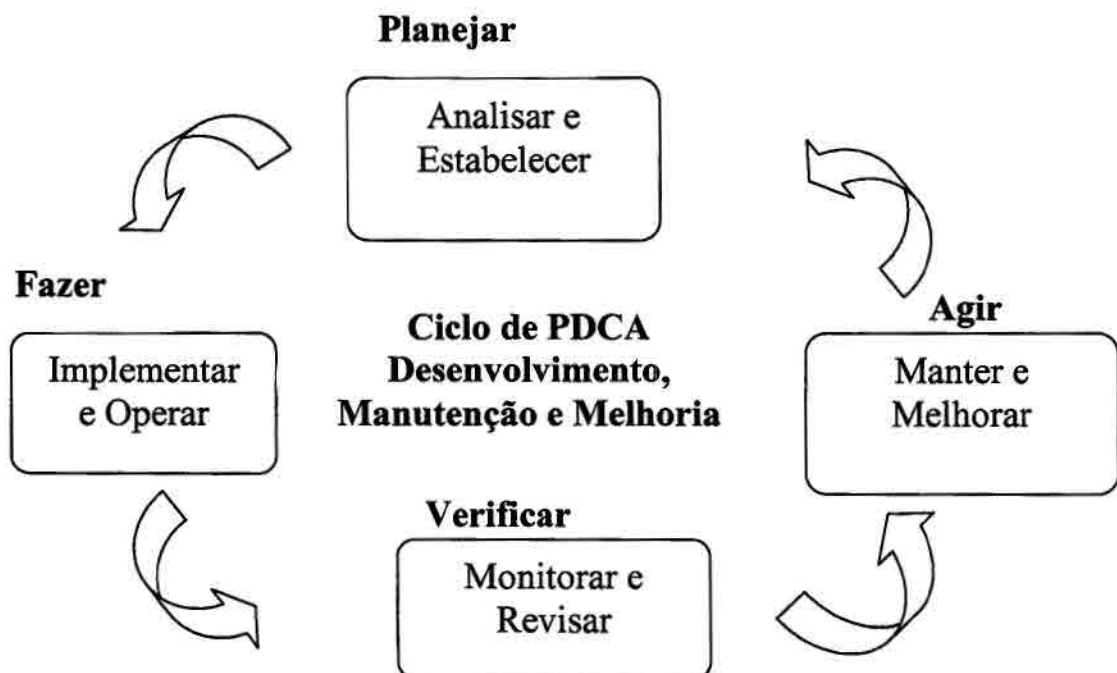 Planejar
Analisar e
Estabelecer
Fazer
Implementar
e Operar
Ciclo de PDCA
Desenvolvimento,
Manutenção e Melhoria
Agir
Manter e
Melhorar
Verificar
Monitorar e
Revisar